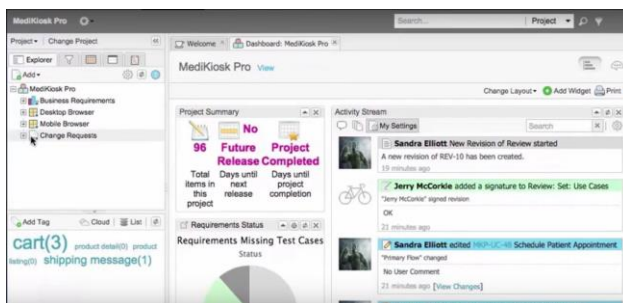 MediKiosk Pro
Search...
Project
Project Change Project
Welcome
Dashboard: MediKiosk Pro
Explorer
Add
MediKiosk Pro
Business Requirements
Desktop Browser
Mobile Browser
Change Requests
MediKiosk Pro View
Change Layout Add Widget Print
Project Summary
96
Total items in this project
No Future Release
Days until next release
Project Completed
Days until project completion
Requirements Status
Requirements Missing Test Cases
Status
Activity Stream
My Settings
Search
Sandra Elliott New Revision of Review started
A new revision of REV-10 has been created.
19 minutes ago
Jerry McCorkle added a signature to Review: Set: Use Cases
"Jerry McCorkle" signed revision
OK
21 minutes ago
Sandra Elliott edited MKP-UC-46 Schedule Patient Appointment
"Primary Flow" changed
No User Comment
21 minutes ago [View Changes]
Add Tag Cloud List
cart(3) product detail(0) product
listing(0) shipping message(1)